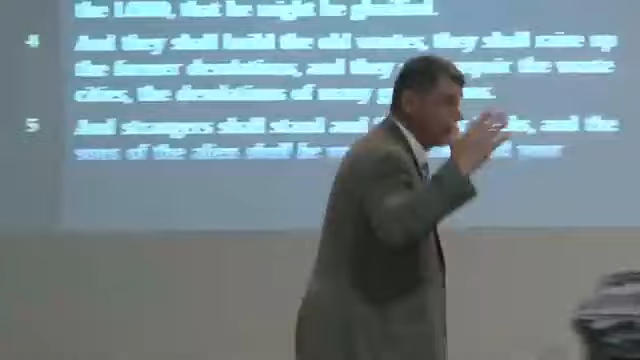 the LORD, that he might be glorified.
4 And they shall build the old wastes, they shall raise up
the former desolations, and they repair the waste
cities, the desolations of many
5 And strangers shall stand and and the
sons of the alien shall be your